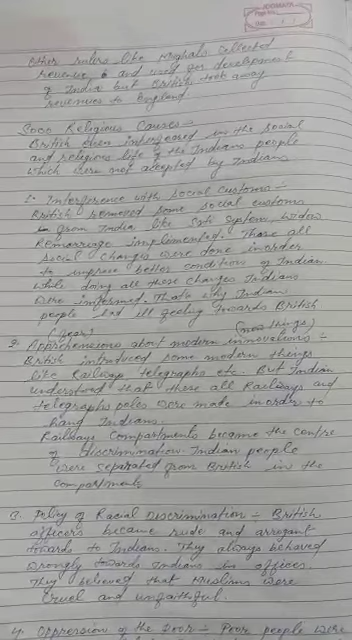 Other rulers like Mughals collected
revenue, and used for development
of India but British took away
revenues to England.
Socio Religious Causes -
British often interfered in the social
and religious life of the Indians people
which were not accepted by Indians
1. Interference with social customs -
British removed some social customs
from India like Sati System, widow
Remarriage implemented. These all
social changes were done inorder
to improve better conditions of Indian
while doing all these changes Indians
were informed. That's why Indian
people had ill feeling towards British
(fear) (new things)
2. Apprehensions about modern innovations -
British introduced some modern things
like Railway telegraphs etc. But Indian
understood that these all Railways and
telegraphs poles were made inorder to
hang Indians.
Railways compartments became the centre
of discrimination. Indian people
were separated from British in the
compartments
3. Policy of Racial Discrimination - British
officers became rude and arrogant
towards to Indians. They always behaved
wrongly towards Indians in offices.
They believed that Muslims were
cruel and unfaithful.
4. Oppression of the Poor - Poor people were